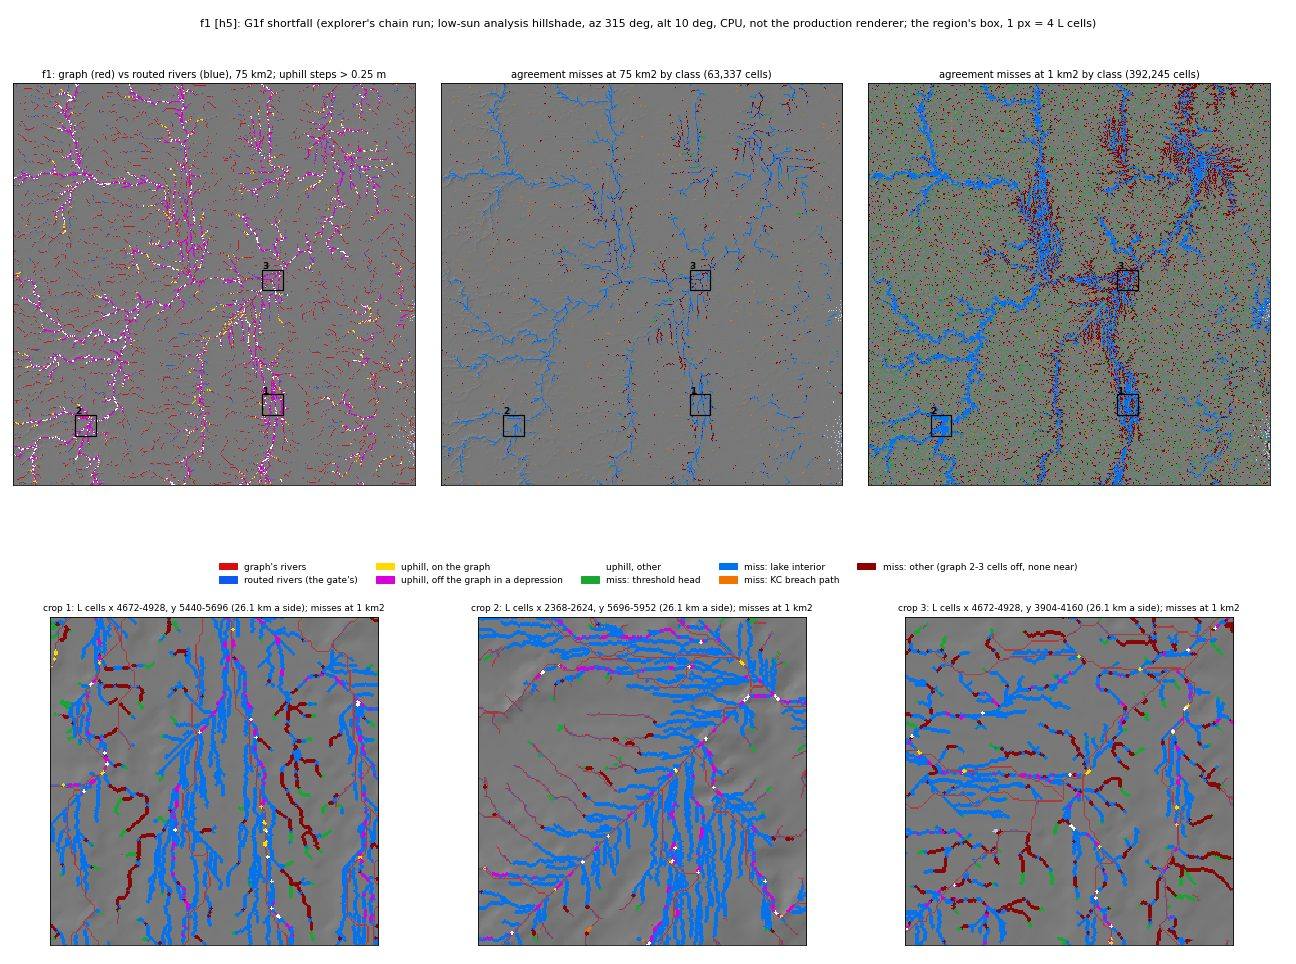 f1 [h5]: G1f shortfall (explorer's chain run; low-sun analysis hillshade, az 315 deg, alt 10 deg, CPU, not the production renderer; the region's box, 1 px = 4 L cells)
f1: graph (red) vs routed rivers (blue), 75 km2; uphill steps > 0.25 m
agreement misses at 75 km2 by class (63,337 cells)
agreement misses at 1 km2 by class (392,245 cells)
3
1
2
3
1
2
3
1
2
graph's rivers
routed rivers (the gate's)
uphill, on the graph
uphill, off the graph in a depression
uphill, other
miss: threshold head
miss: lake interior
miss: KC breach path
miss: other (graph 2-3 cells off, none near)
crop 1: L cells x 4672-4928, y 5440-5696 (26.1 km a side); misses at 1 km2
crop 2: L cells x 2368-2624, y 5696-5952 (26.1 km a side); misses at 1 km2
crop 3: L cells x 4672-4928, y 3904-4160 (26.1 km a side); misses at 1 km2